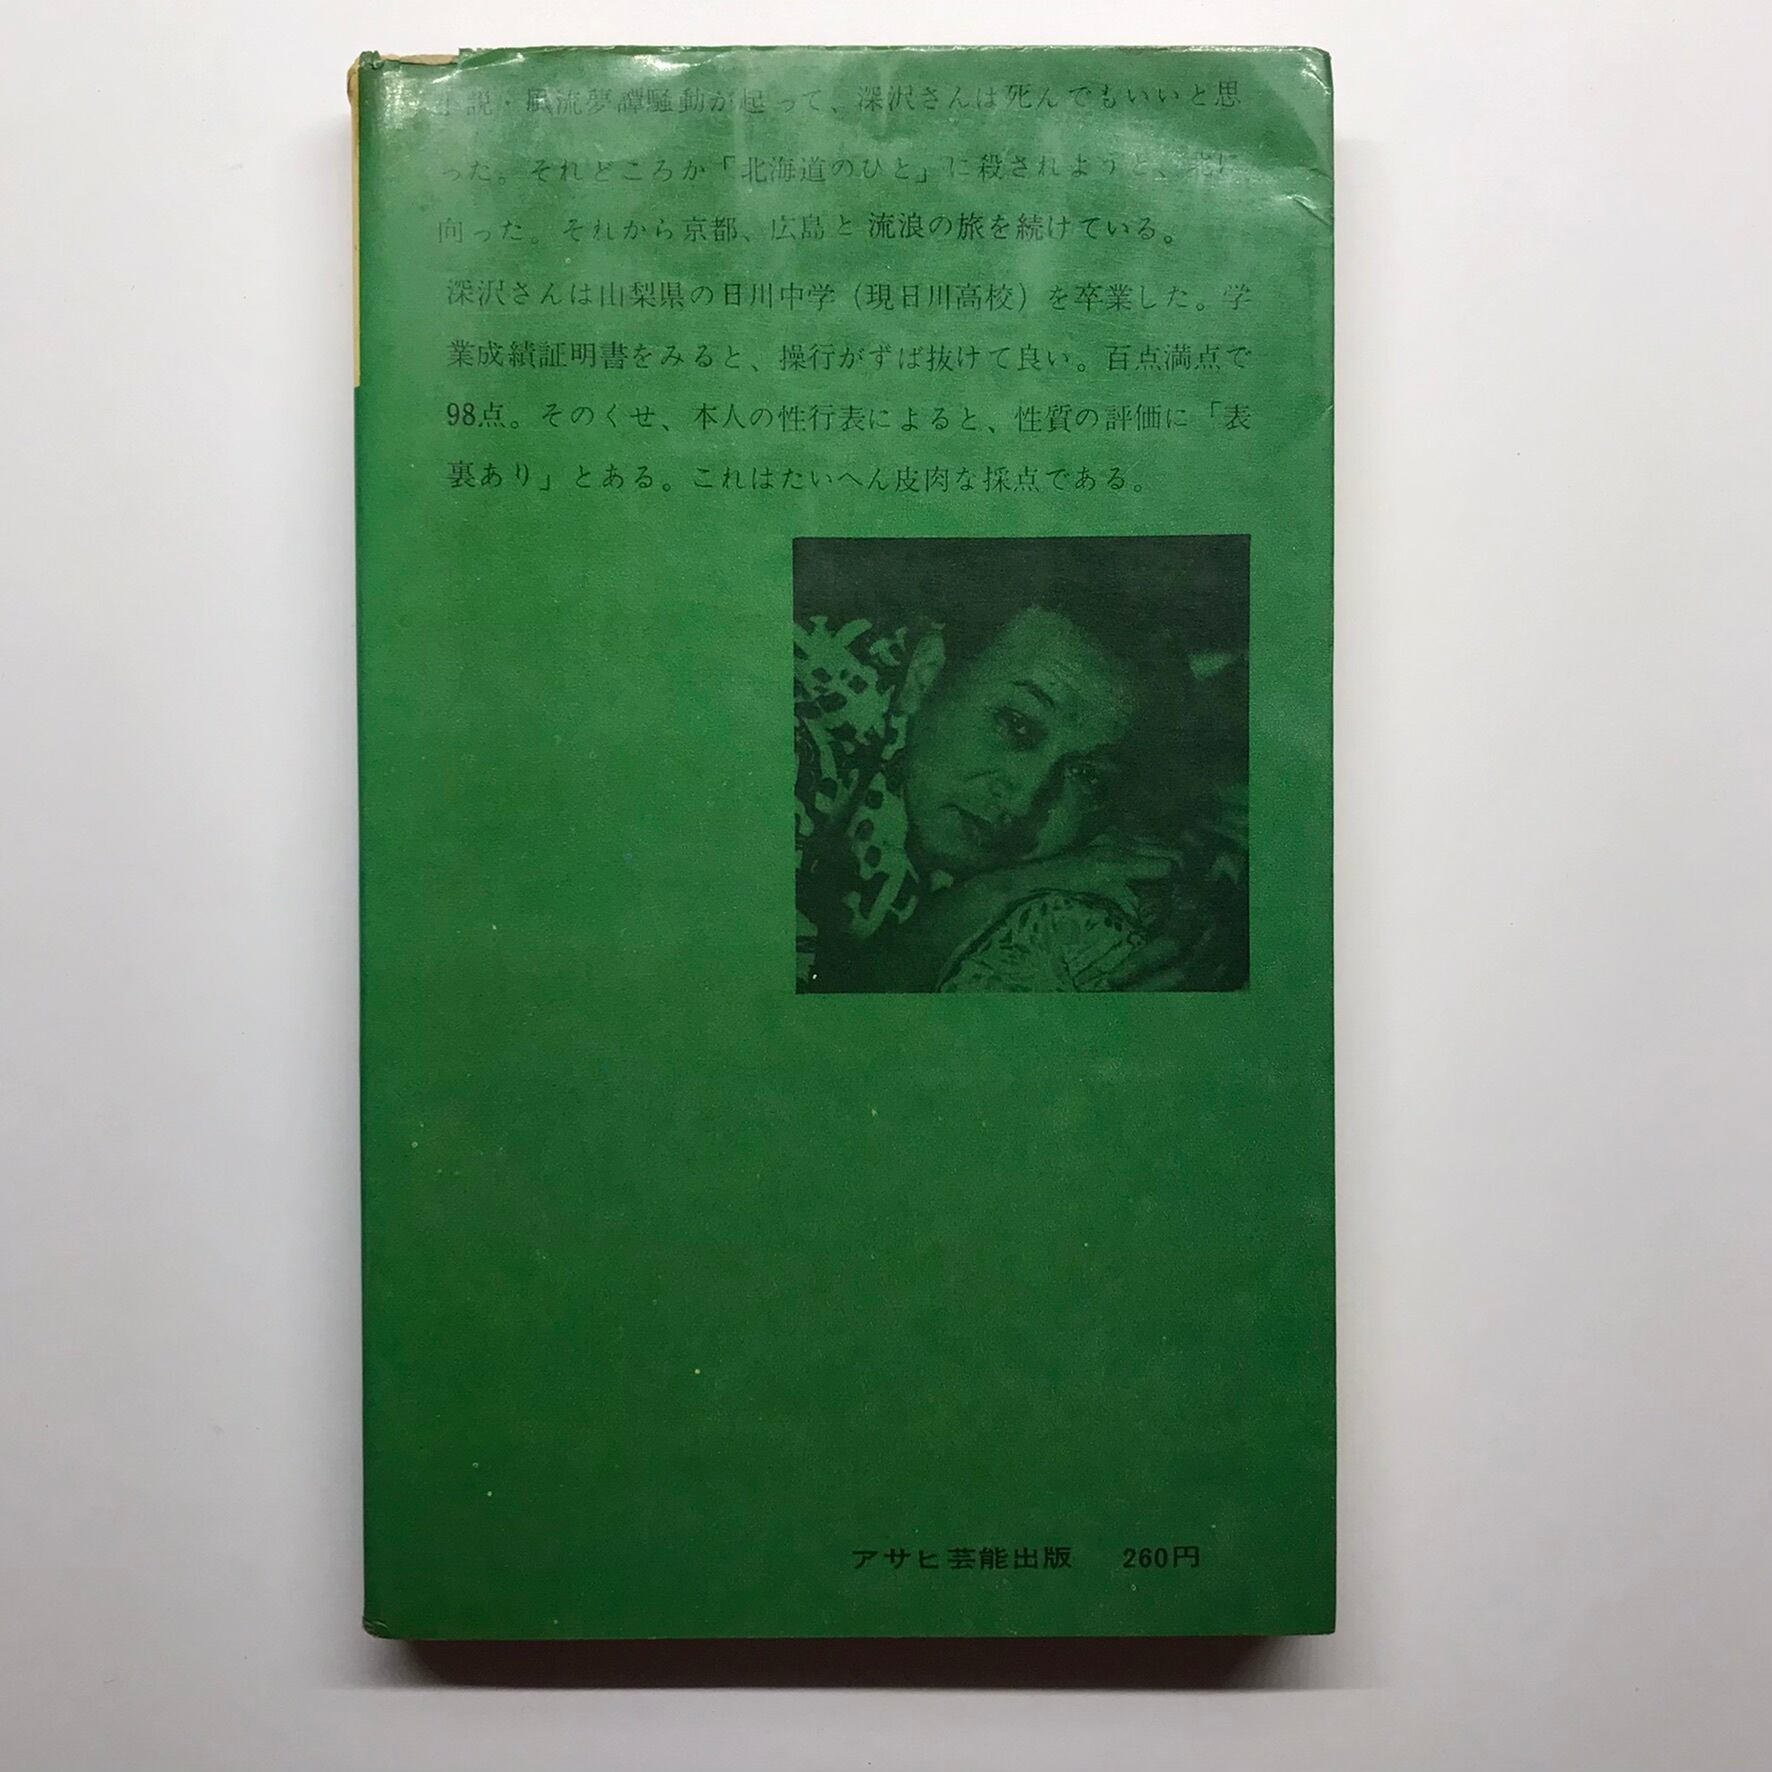 小説・風流夢譚騒動が起って、深沢さんは死んでもいいと思
った。それどころか「北海道のひと」に殺されようと、北に
向った。それから京都、広島と流浪の旅を続けている。
深沢さんは山梨県の日川中学（現日川高校）を卒業した。学
業成績証明書をみると、操行がずば抜けて良い。百点満点で
98点。そのくせ、本人の性行表によると、性質の評価に「表
裏あり」とある。これはたいへん皮肉な採点である。
アサヒ芸能出版　260円